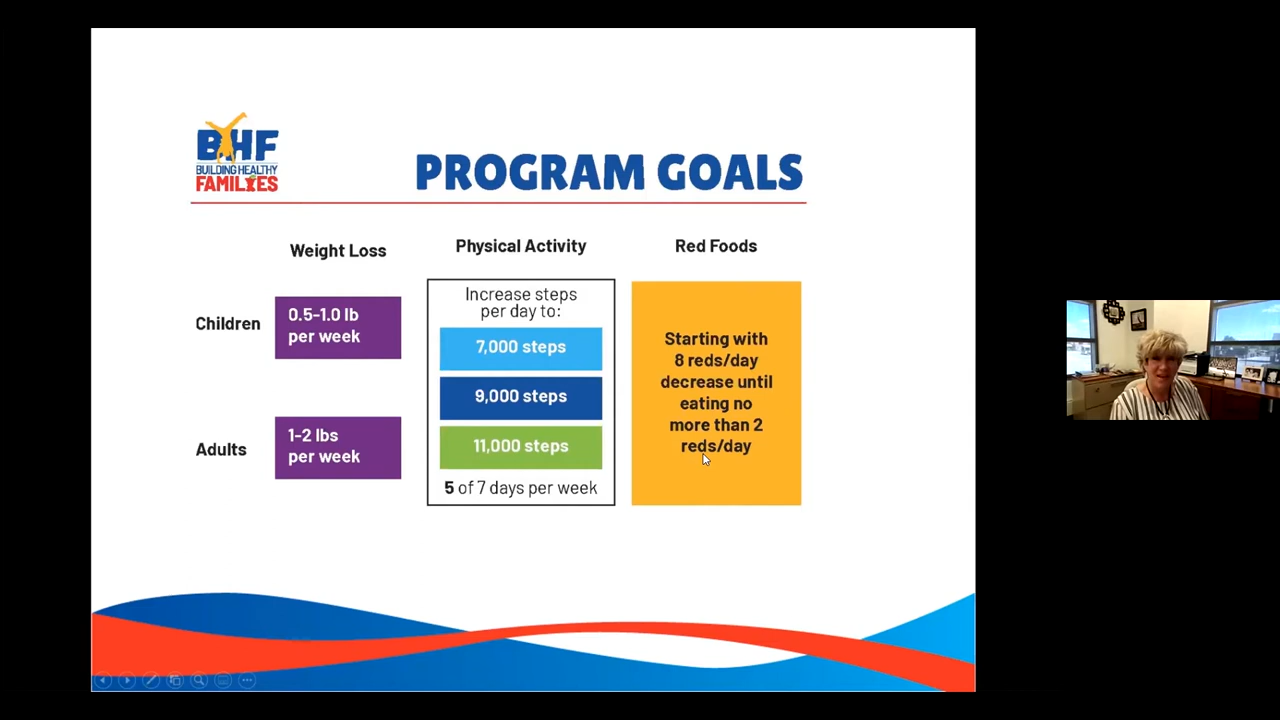 BHF
BUILDING HEALTHY
FAMILIES
PROGRAM GOALS
Weight Loss
Physical Activity
Red Foods
Children
0.5-1.0 lb
per week
Adults
1-2 lbs
per week
Increase steps
per day to:
7,000 steps
9,000 steps
11,000 steps
5 of 7 days per week
Starting with
8 reds/day
decrease until
eating no
more than 2
reds/day